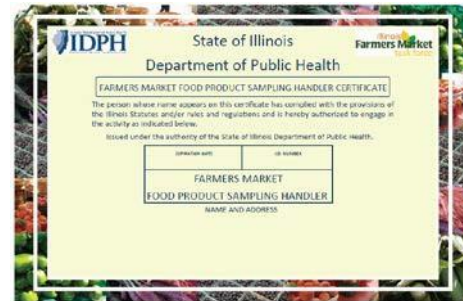 IDPH
State of Illinois
Department of Public Health
Illinois
Farmers Market
Task Force
FARMERS MARKET FOOD PRODUCT SAMPLING HANDLER CERTIFICATE
The person whose name appears on this certificate has complied with the provisions of
the Illinois Statutes and/or rules and regulations and is hereby authorized to engage in
the activity as indicated below.
Issued under the authority of the State of Illinois Department of Public Health.
EXPIRATION DATE
I.D. NUMBER
FARMERS MARKET
FOOD PRODUCT SAMPLING HANDLER
NAME AND ADDRESS